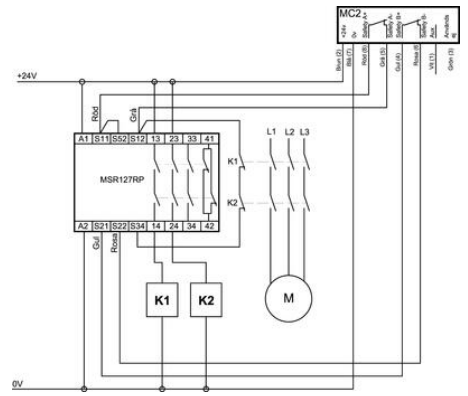 MC2
+24v
0v
Safety A+
Safety A-
Safety B+
Safety B-
Aux
Används
ej
Brun (2)
Blå (7)
Röd (8)
Grå (5)
Gul (4)
Rosa (6)
Vit (1)
Grön (3)
+24V
Röd
Grå
A1 S11 S52 S12 13 23 33 41
MSR127RP
A2 S21 S22 S34 14 24 34 42
Gul
Rosa
L1 L2 L3
K1
K2
K1
K2
M
0V